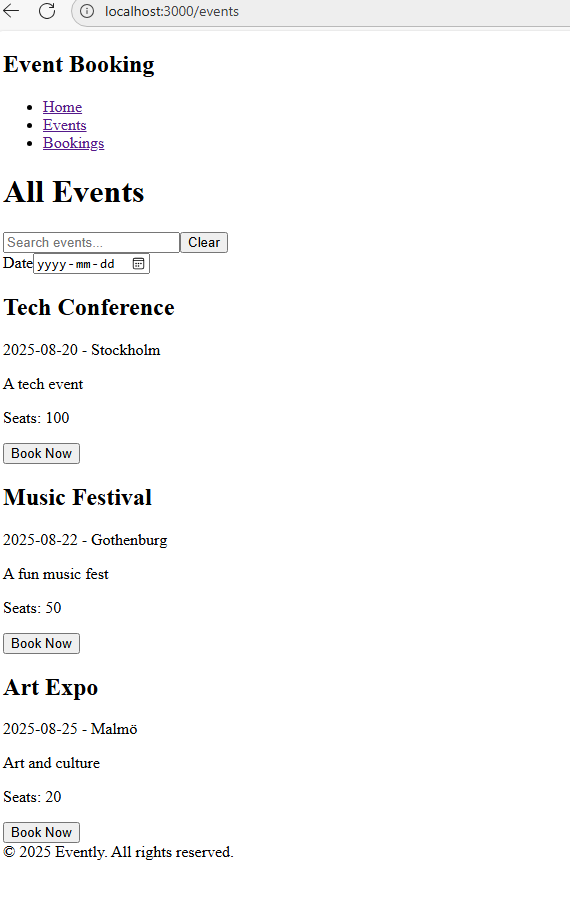 localhost:3000/events
Event Booking
Home
Events
Bookings
All Events
Search events... Clear
Date yyyy-mm-dd
Tech Conference
2025-08-20 - Stockholm
A tech event
Seats: 100
Book Now
Music Festival
2025-08-22 - Gothenburg
A fun music fest
Seats: 50
Book Now
Art Expo
2025-08-25 - Malmö
Art and culture
Seats: 20
Book Now
© 2025 Evently. All rights reserved.